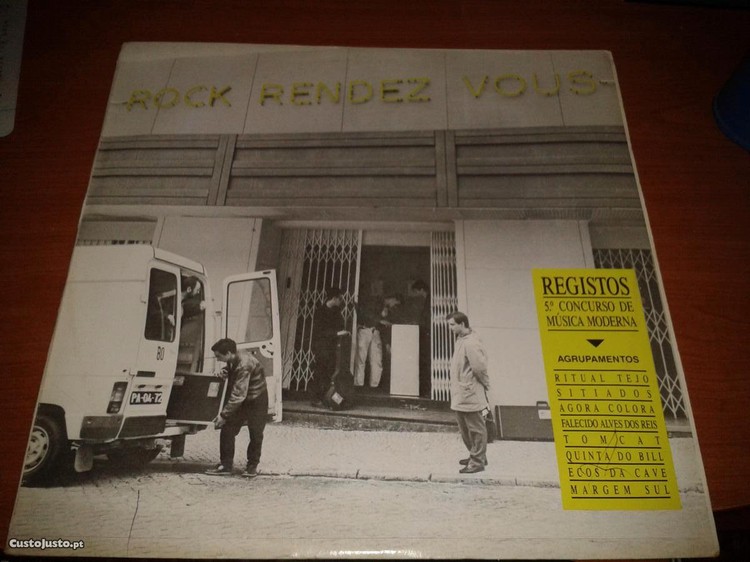 ROCK RENDEZ VOUS
REGISTOS
5.º CONCURSO DE
MÚSICA MODERNA
AGRUPAMENTOS
RITUAL TEJO
SITIADOS
AGORA COLORA
FALECIDO ALVES DOS REIS
TOMCAT
QUINTA DO BILL
ECOS DA CAVE
MARGEM SUL
80
PA-04-72
CustoJusto.pt